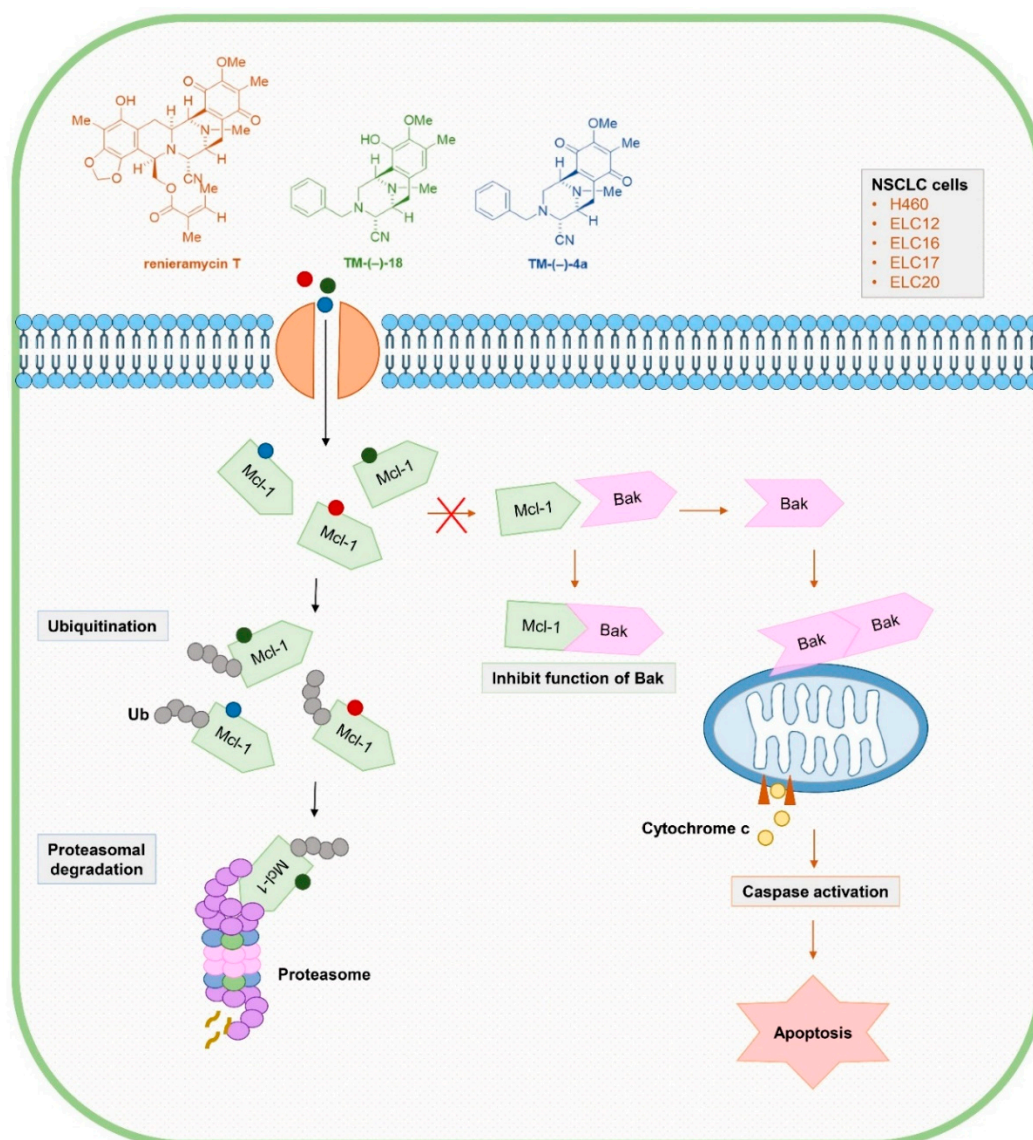 OMe
O
Me
OH
H
H
Me
N
Me
O
N
H
O
H
O
O
CN
Me
O
Me
renieramycin T
OMe
HO
Me
H
N
Me
N
H
CN
TM-(–)-18
OMe
O
Me
H
N
Me
O
N
H
CN
TM-(–)-4a
NSCLC cells
• H460
• ELC12
• ELC16
• ELC17
• ELC20
Mcl-1
Mcl-1
Mcl-1
Mcl-1
Bak
Bak
Ubiquitination
Mcl-1
Ub
Mcl-1
Mcl-1
Mcl-1
Bak
Inhibit function of Bak
Bak
Bak
Cytochrome c
Proteasomal
degradation
Mcl-1
Proteasome
Caspase activation
Apoptosis